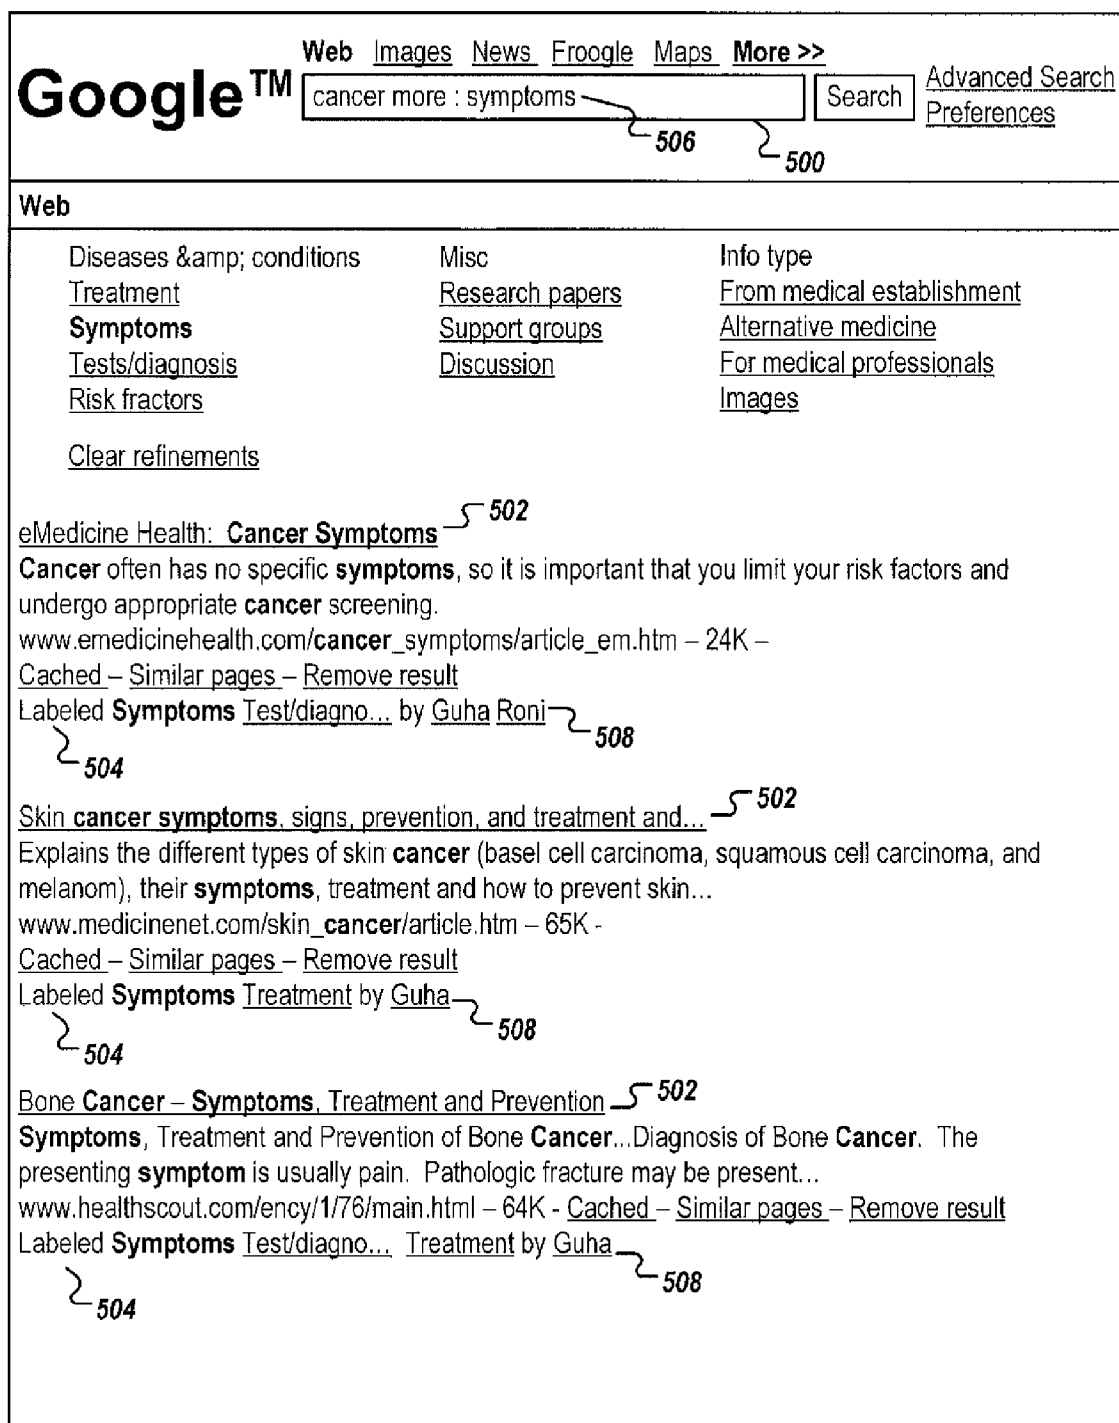 Web Images News Froogle Maps More >>
Google™ cancer more : symptoms Search Advanced Search
Preferences
506
500
Web
Diseases &amp; conditions Misc Info type
Treatment Research papers From medical establishment
Symptoms Support groups Alternative medicine
Tests/diagnosis Discussion For medical professionals
Risk fractors Images
Clear refinements
502
eMedicine Health: Cancer Symptoms
Cancer often has no specific symptoms, so it is important that you limit your risk factors and
undergo appropriate cancer screening.
www.emedicinehealth.com/cancer_symptoms/article_em.htm – 24K –
Cached – Similar pages – Remove result
Labeled Symptoms Test/diagno... by Guha Roni
508
504
502
Skin cancer symptoms, signs, prevention, and treatment and...
Explains the different types of skin cancer (basel cell carcinoma, squamous cell carcinoma, and
melanom), their symptoms, treatment and how to prevent skin...
www.medicinenet.com/skin_cancer/article.htm – 65K -
Cached – Similar pages – Remove result
Labeled Symptoms Treatment by Guha
508
504
502
Bone Cancer – Symptoms, Treatment and Prevention
Symptoms, Treatment and Prevention of Bone Cancer...Diagnosis of Bone Cancer. The
presenting symptom is usually pain. Pathologic fracture may be present...
www.healthscout.com/ency/1/76/main.html – 64K - Cached – Similar pages – Remove result
Labeled Symptoms Test/diagno... Treatment by Guha
508
504